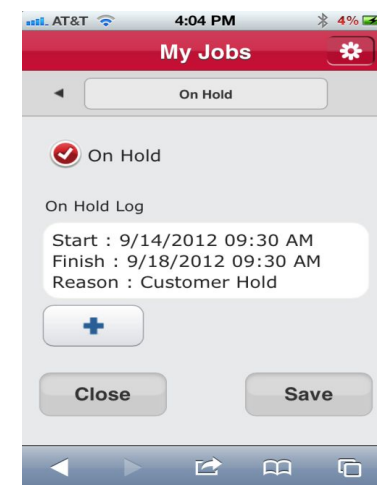 AT&T 4:04 PM 4%
My Jobs
On Hold
On Hold
On Hold Log
Start : 9/14/2012 09:30 AM
Finish : 9/18/2012 09:30 AM
Reason : Customer Hold
Close Save